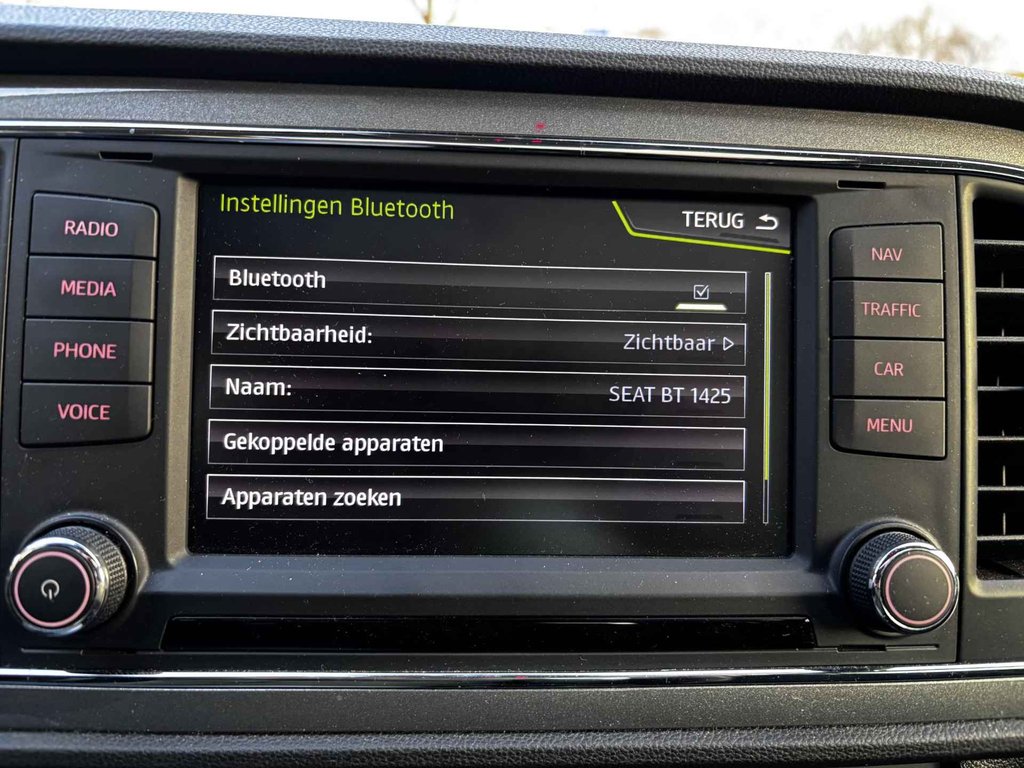 Instellingen Bluetooth
TERUG
RADIO
MEDIA
PHONE
VOICE
Bluetooth
Zichtbaarheid: Zichtbaar
Naam: SEAT BT 1425
Gekoppelde apparaten
Apparaten zoeken
NAV
TRAFFIC
CAR
MENU